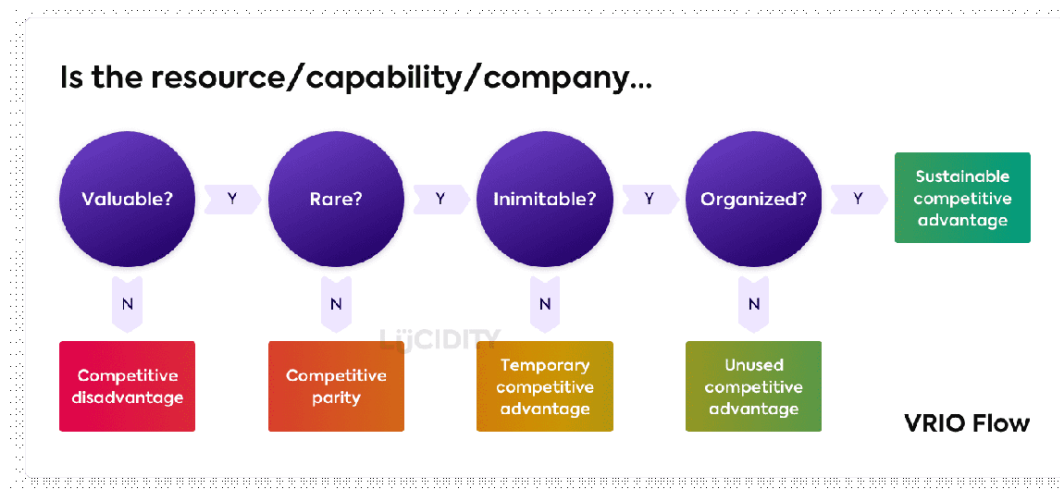 Is the resource/capability/company...
Valuable?
Y
Rare?
Y
Inimitable?
Y
Organized?
Y
Sustainable
competitive
advantage
N
N
N
N
LüCIDITY
Competitive
disadvantage
Competitive
parity
Temporary
competitive
advantage
Unused
competitive
advantage
VRIO Flow